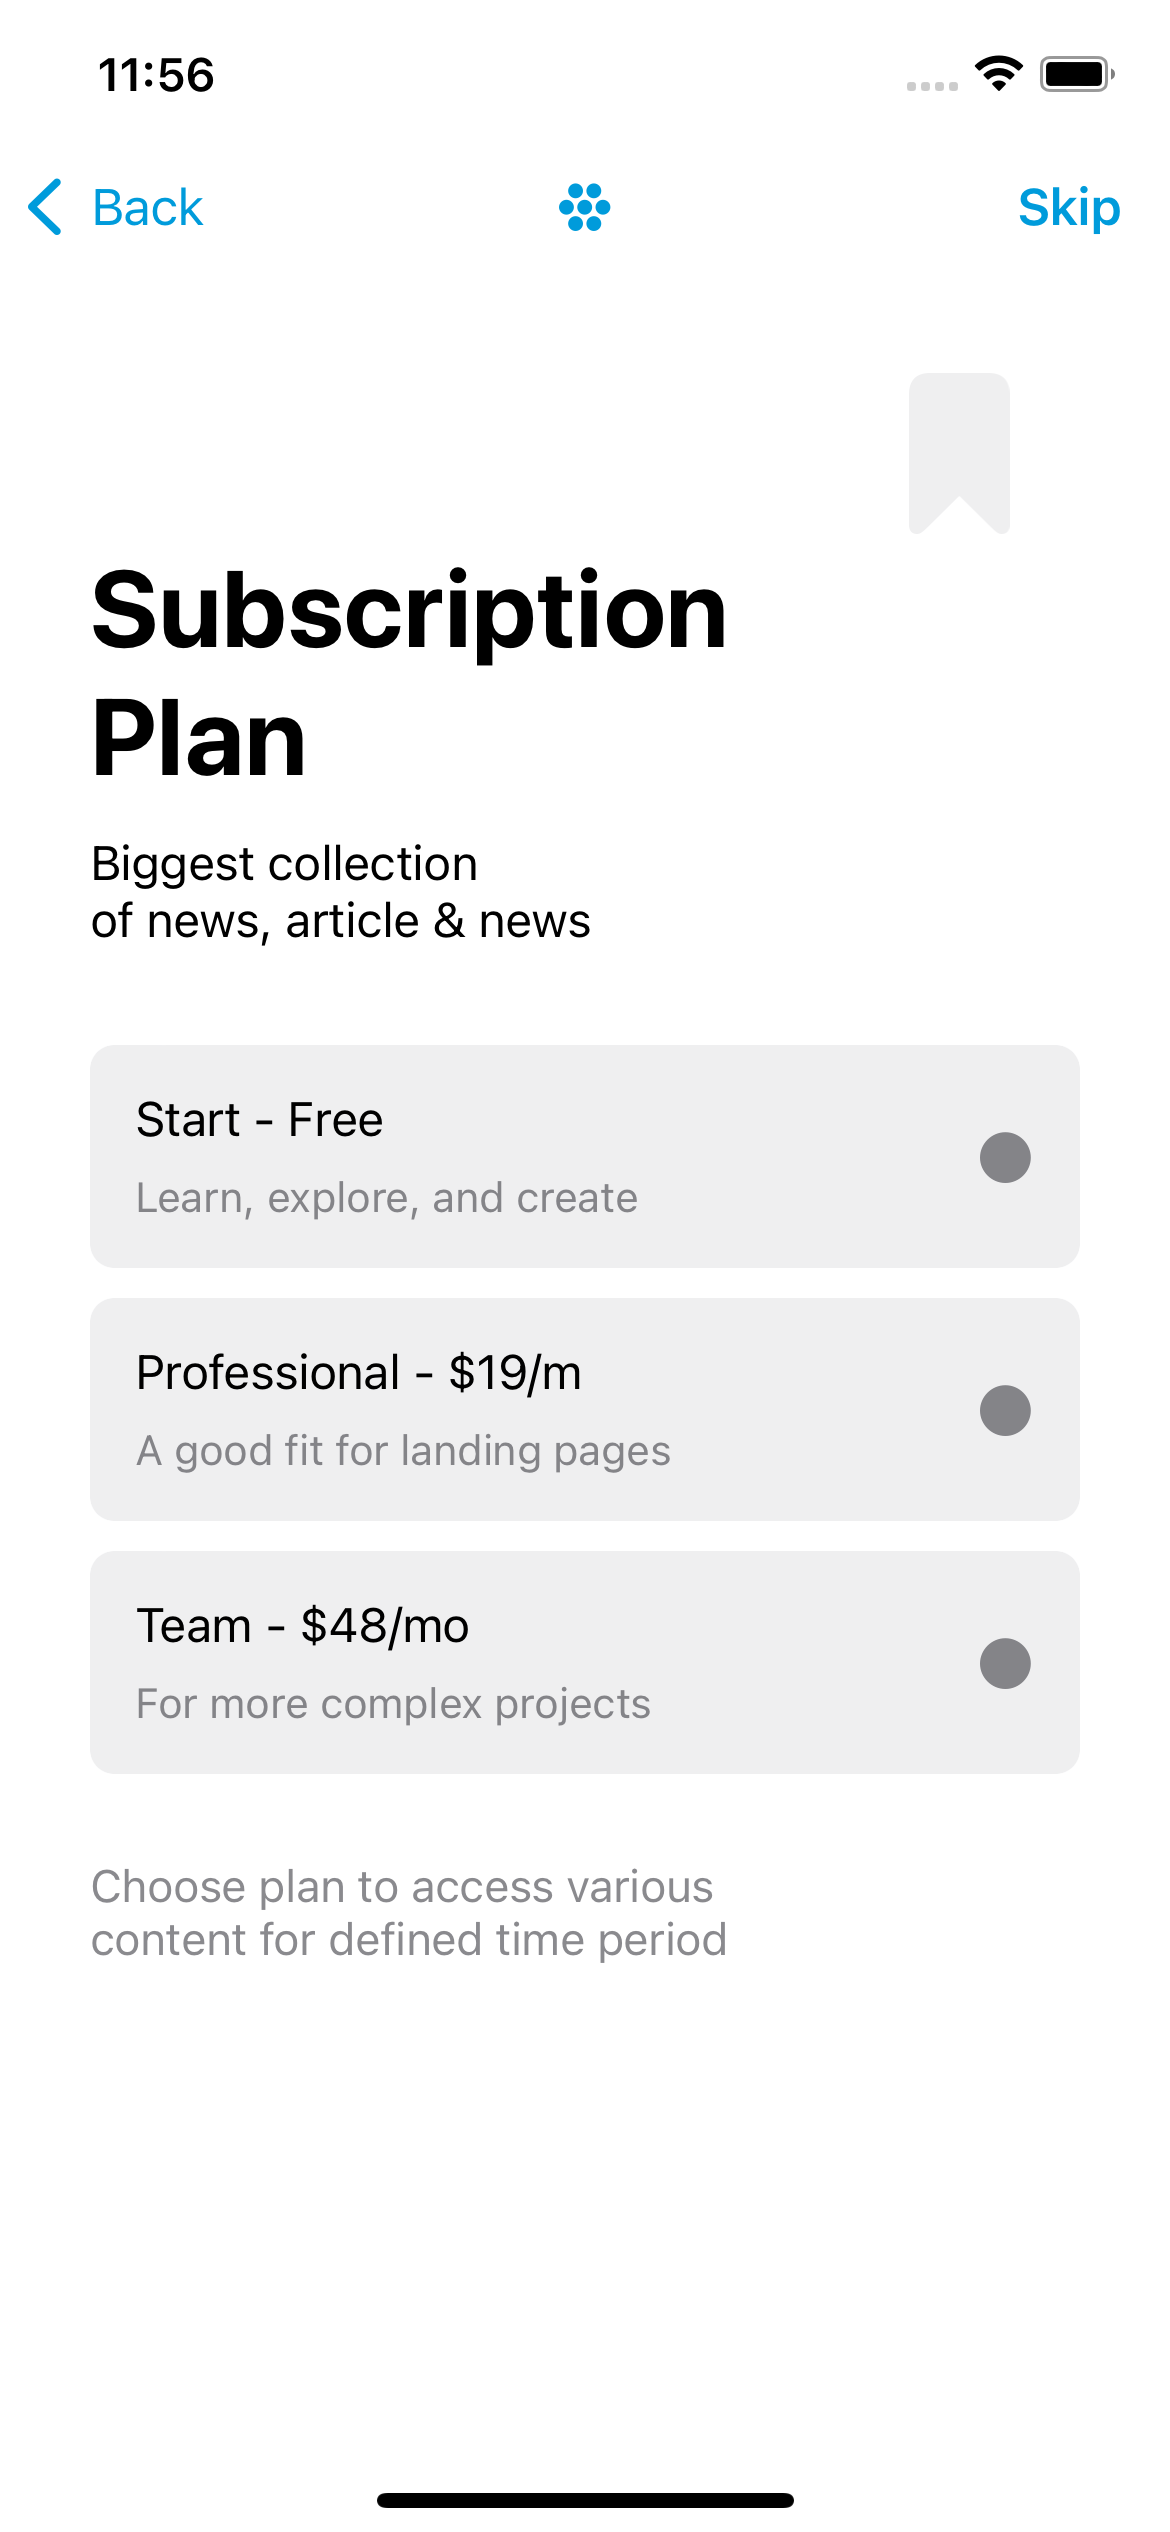 11:56
Back
Skip
Subscription
Plan
Biggest collection
of news, article & news
Start - Free
Learn, explore, and create
Professional - $19/m
A good fit for landing pages
Team - $48/mo
For more complex projects
Choose plan to access various
content for defined time period